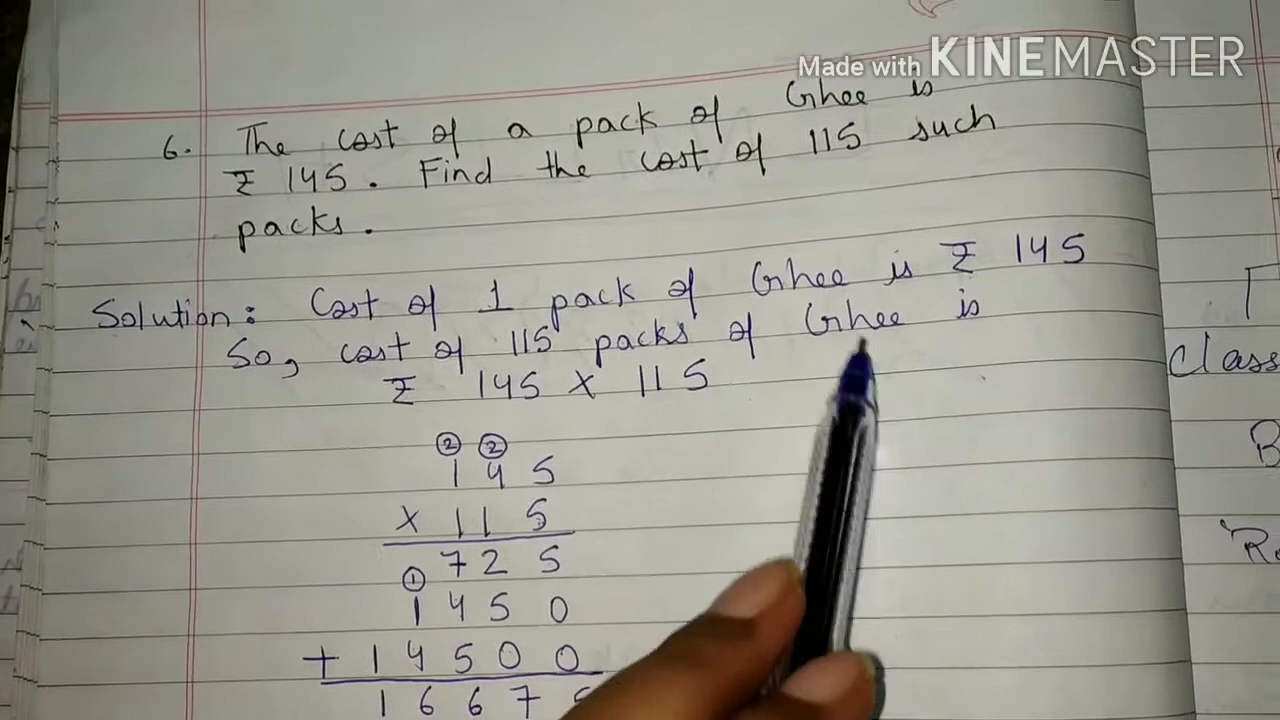 Made with KINEMASTER
6. The cost of a pack of Ghee is
₹ 145. Find the cost of 115 such
packs.
Solution: Cost of 1 pack of Ghee is ₹ 145
So, cost of 115 packs of Ghee is
₹ 145 x 115
② ②
1 4 5
x 1 1 5
7 2 5
①
1 4 5 0
+ 1 4 5 0 0
1 6 6 7
Class
B